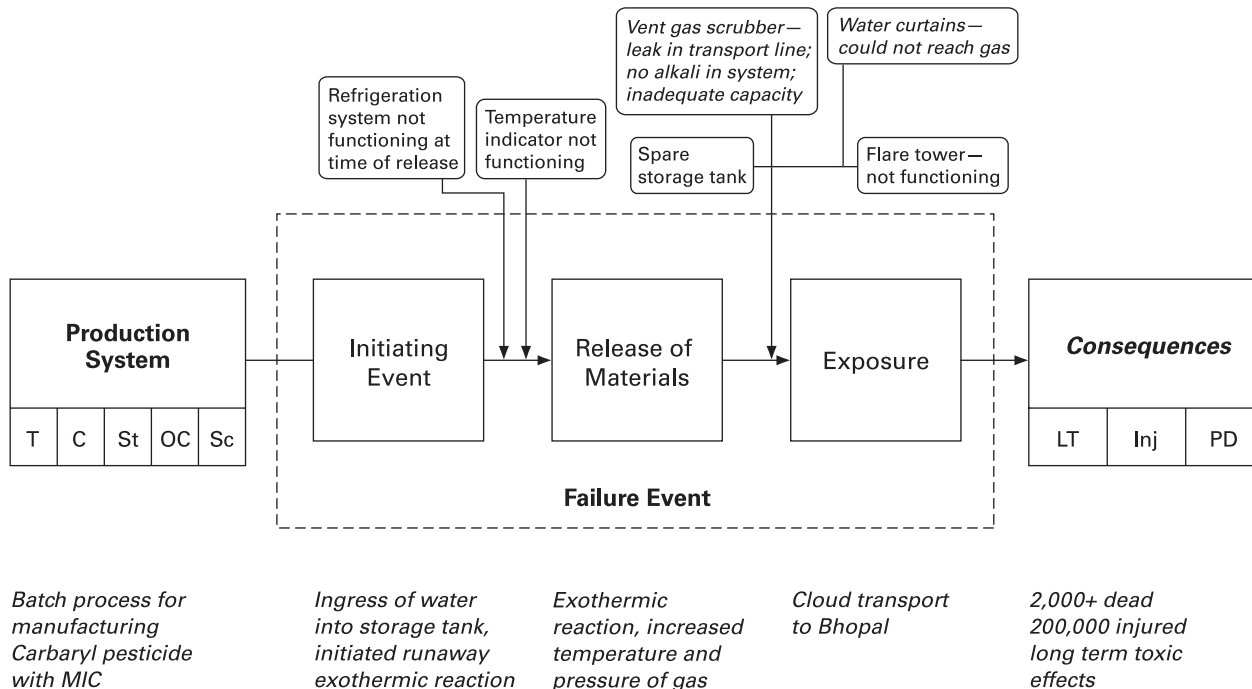 Vent gas scrubber—
leak in transport line;
no alkali in system;
inadequate capacity
Water curtains—
could not reach gas
Refrigeration
system not
functioning at
time of release
Temperature
indicator not
functioning
Spare
storage tank
Flare tower—
not functioning
Production
System
T
C
St
OC
Sc
Initiating
Event
Release of
Materials
Exposure
Consequences
LT
Inj
PD
Failure Event
Batch process for
manufacturing
Carbaryl pesticide
with MIC
Ingress of water
into storage tank,
initiated runaway
exothermic reaction
Exothermic
reaction, increased
temperature and
pressure of gas
Cloud transport
to Bhopal
2,000+ dead
200,000 injured
long term toxic
effects